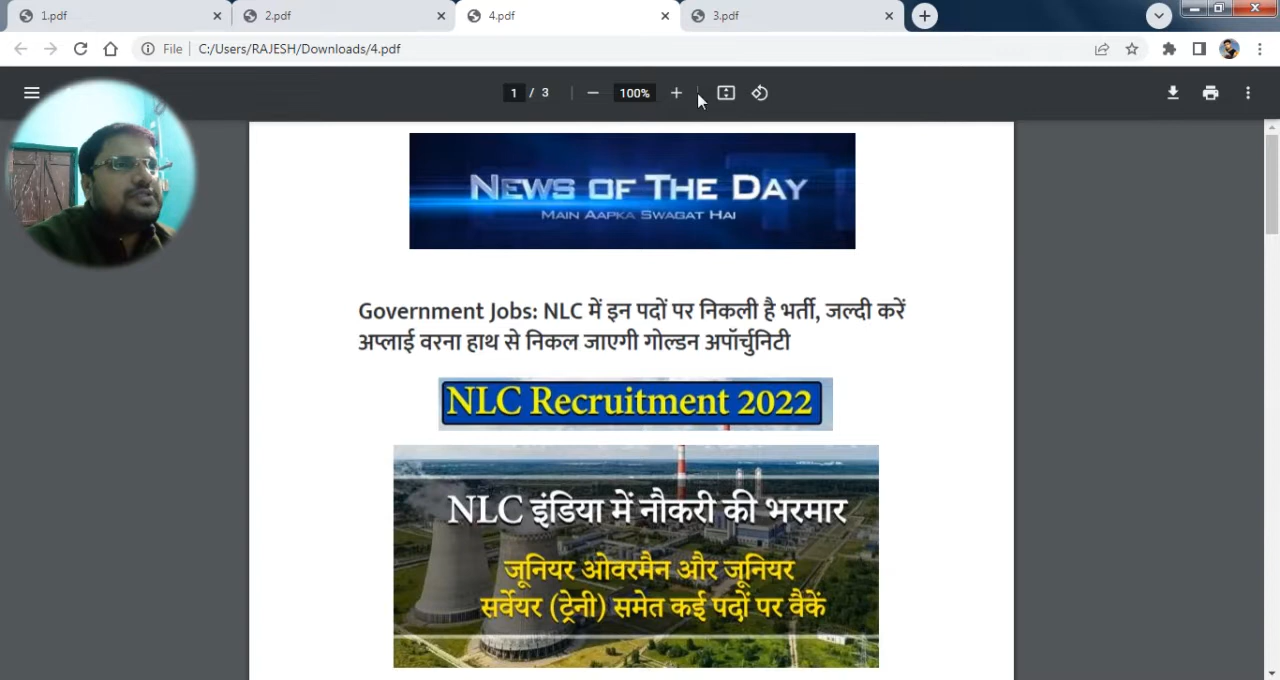 1.pdf
2.pdf
4.pdf
3.pdf
File
C:/Users/RAJESH/Downloads/4.pdf
1 / 3
100%
NEWS OF THE DAY
MAIN AAPKA SWAGAT HAI
Government Jobs: NLC में इन पदों पर निकली है भर्ती, जल्दी करें
अप्लाई वरना हाथ से निकल जाएगी गोल्डन अपॉर्चुनिटी
NLC Recruitment 2022
NLC इंडिया में नौकरी की भरमार
जूनियर ओवरमैन और जूनियर
सर्वेयर (ट्रेनी) समेत कई पदों पर वैकें